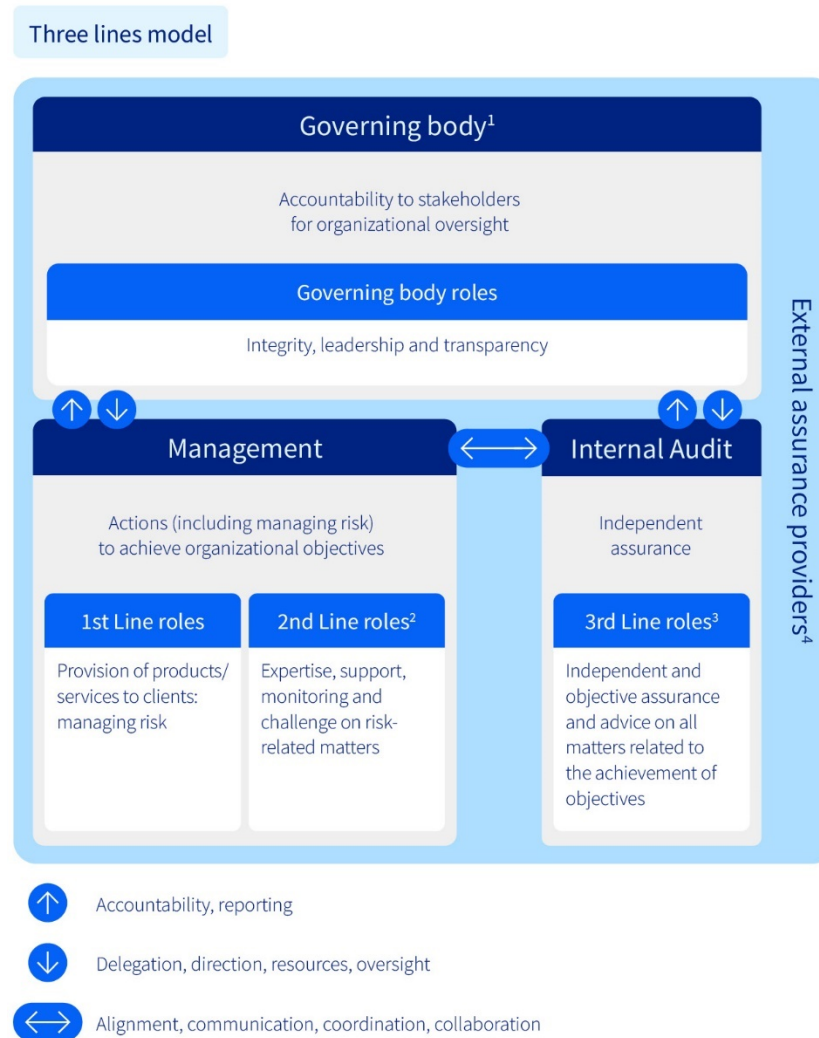 Three lines model
Governing body¹
Accountability to stakeholders
for organizational oversight
Governing body roles
Integrity, leadership and transparency
Management
Internal Audit
Actions (including managing risk)
to achieve organizational objectives
Independent
assurance
1st Line roles
2nd Line roles²
3rd Line roles³
Provision of products/
services to clients:
managing risk
Expertise, support,
monitoring and
challenge on risk-
related matters
Independent and
objective assurance
and advice on all
matters related to
the achievement of
objectives
External assurance providers⁴
Accountability, reporting
Delegation, direction, resources, oversight
Alignment, communication, coordination, collaboration